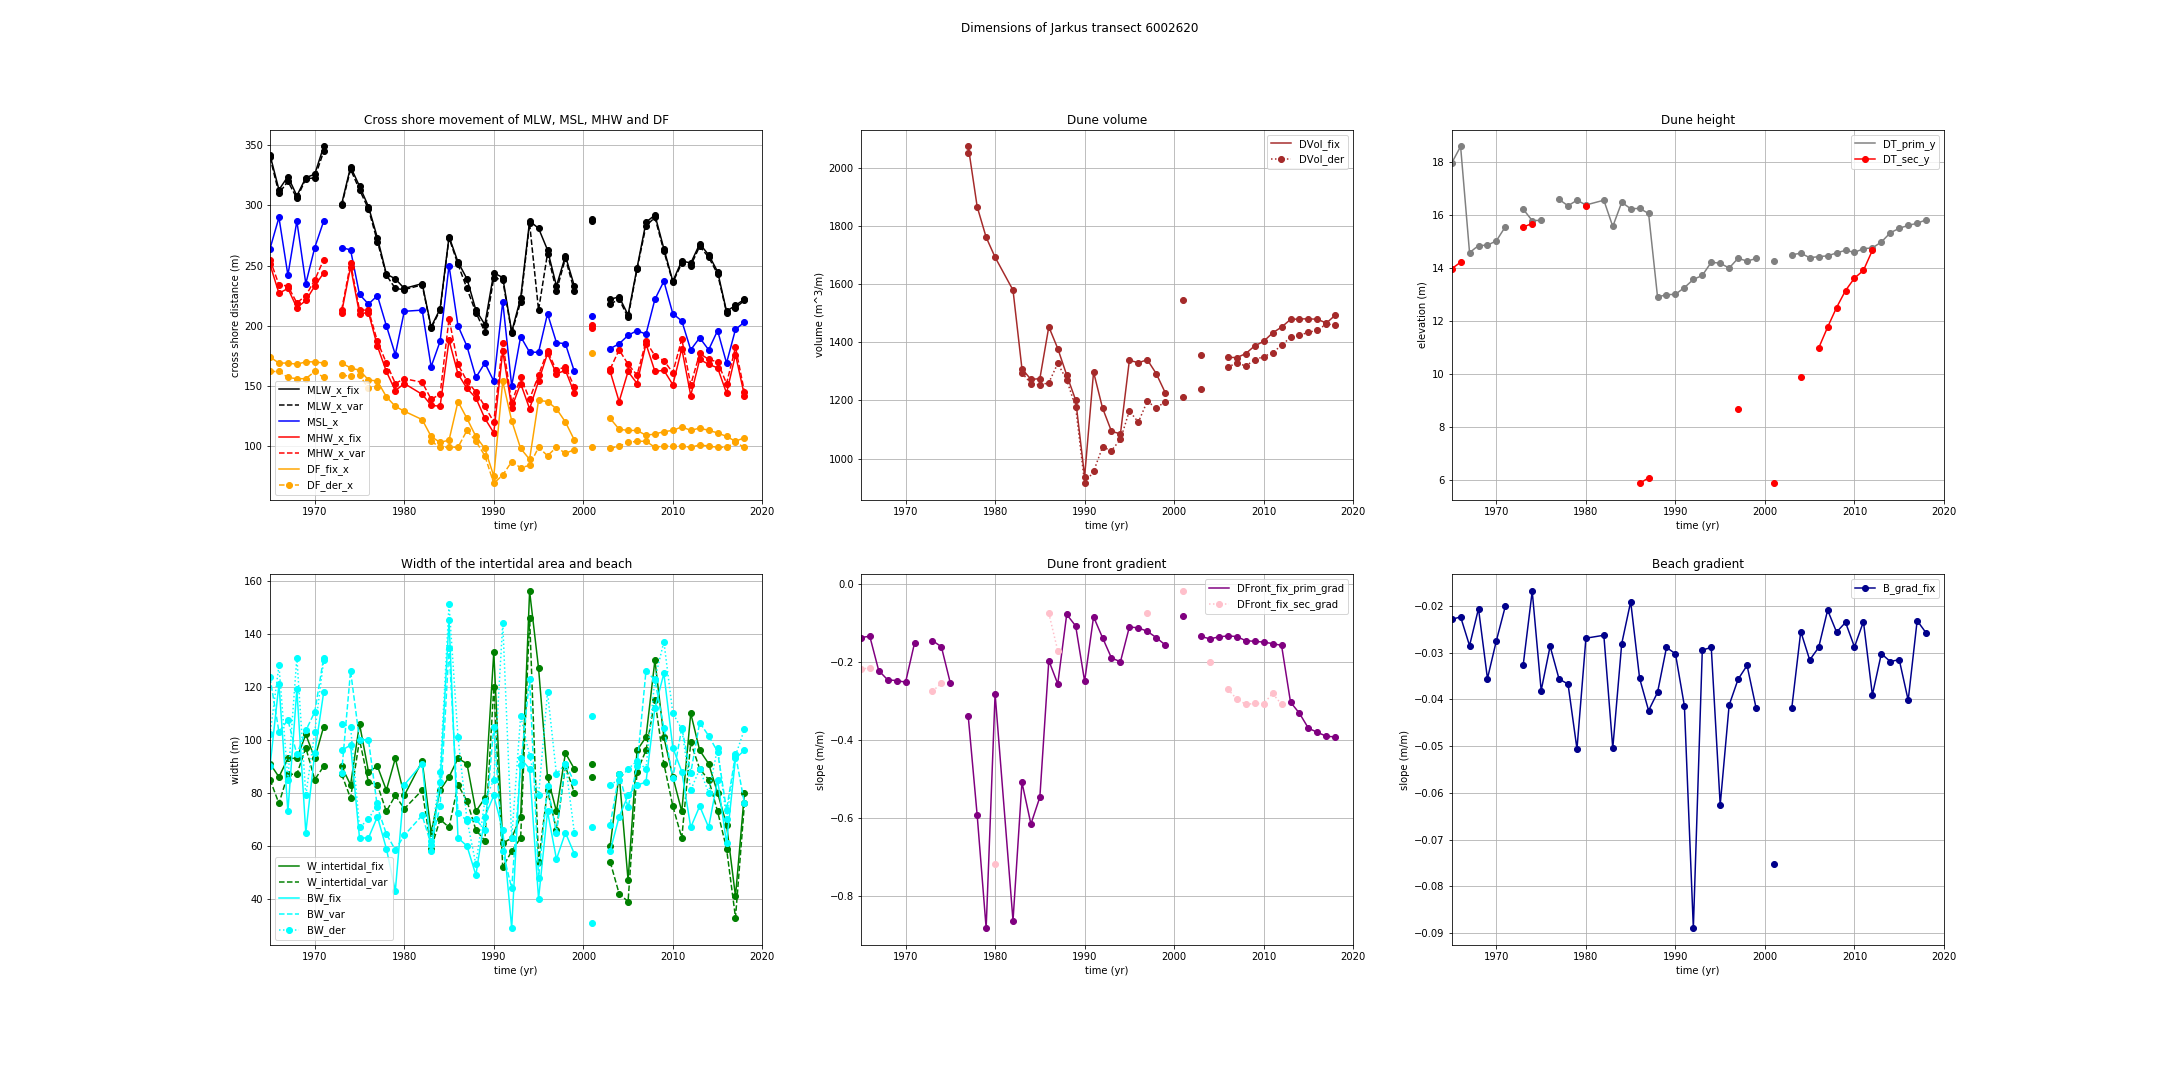 Dimensions of Jarkus transect 6002620
Cross shore movement of MLW, MSL, MHW and DF
350
300
250
200
150
100
cross shore distance (m)
MLW_x_fix
MLW_x_var
MSL_x
MHW_x_fix
MHW_x_var
DF_fix_x
DF_der_x
1970 1980 1990 2000 2010 2020
time (yr)
Dune volume
2000
1800
1600
1400
1200
1000
volume (m^3/m)
DVol_fix
DVol_der
1970 1980 1990 2000 2010 2020
time (yr)
Dune height
18
16
14
12
10
8
6
elevation (m)
DT_prim_y
DT_sec_y
1970 1980 1990 2000 2010 2020
time (yr)
Width of the intertidal area and beach
160
140
120
100
80
60
40
width (m)
W_intertidal_fix
W_intertidal_var
BW_fix
BW_var
BW_der
1970 1980 1990 2000 2010 2020
time (yr)
Dune front gradient
0.0
−0.2
−0.4
−0.6
−0.8
slope (m/m)
DFront_fix_prim_grad
DFront_fix_sec_grad
1970 1980 1990 2000 2010 2020
time (yr)
Beach gradient
−0.02
−0.03
−0.04
−0.05
−0.06
−0.07
−0.08
−0.09
slope (m/m)
B_grad_fix
1970 1980 1990 2000 2010 2020
time (yr)